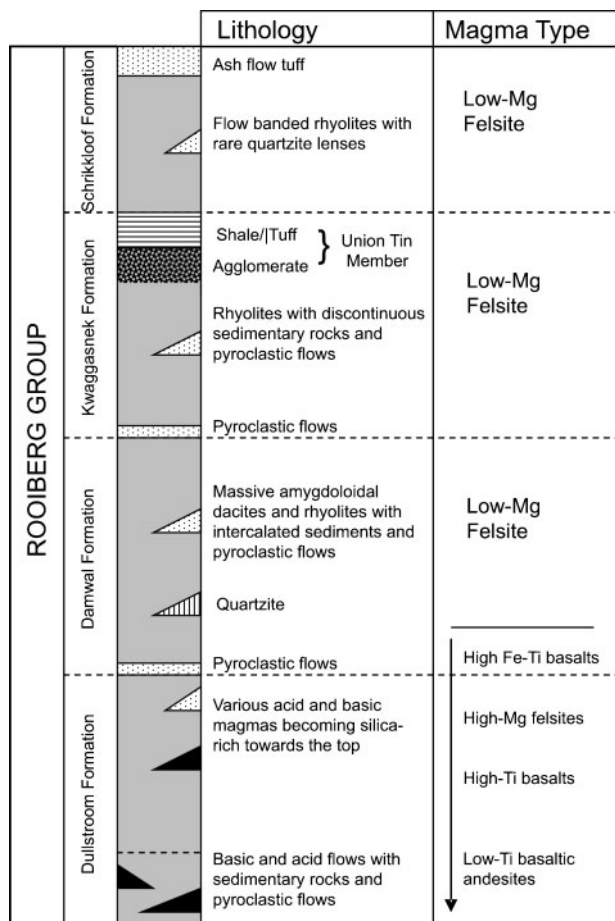 Lithology
Magma Type
ROOIBERG GROUP
Schrikkloof Formation
Ash flow tuff
Flow banded rhyolites with
rare quartzite lenses
Low-Mg
Felsite
Kwaggasnek Formation
Shale/|Tuff
Agglomerate
} Union Tin
Member
Rhyolites with discontinuous
sedimentary rocks and
pyroclastic flows
Pyroclastic flows
Low-Mg
Felsite
Damwal Formation
Massive amygdoloidal
dacites and rhyolites with
intercalated sediments and
pyroclastic flows
Quartzite
Pyroclastic flows
Low-Mg
Felsite
High Fe-Ti basalts
Dullstroom Formation
Various acid and basic
magmas becoming silica-
rich towards the top
Basic and acid flows with
sedimentary rocks and
pyroclastic flows
High-Mg felsites
High-Ti basalts
Low-Ti basaltic
andesites